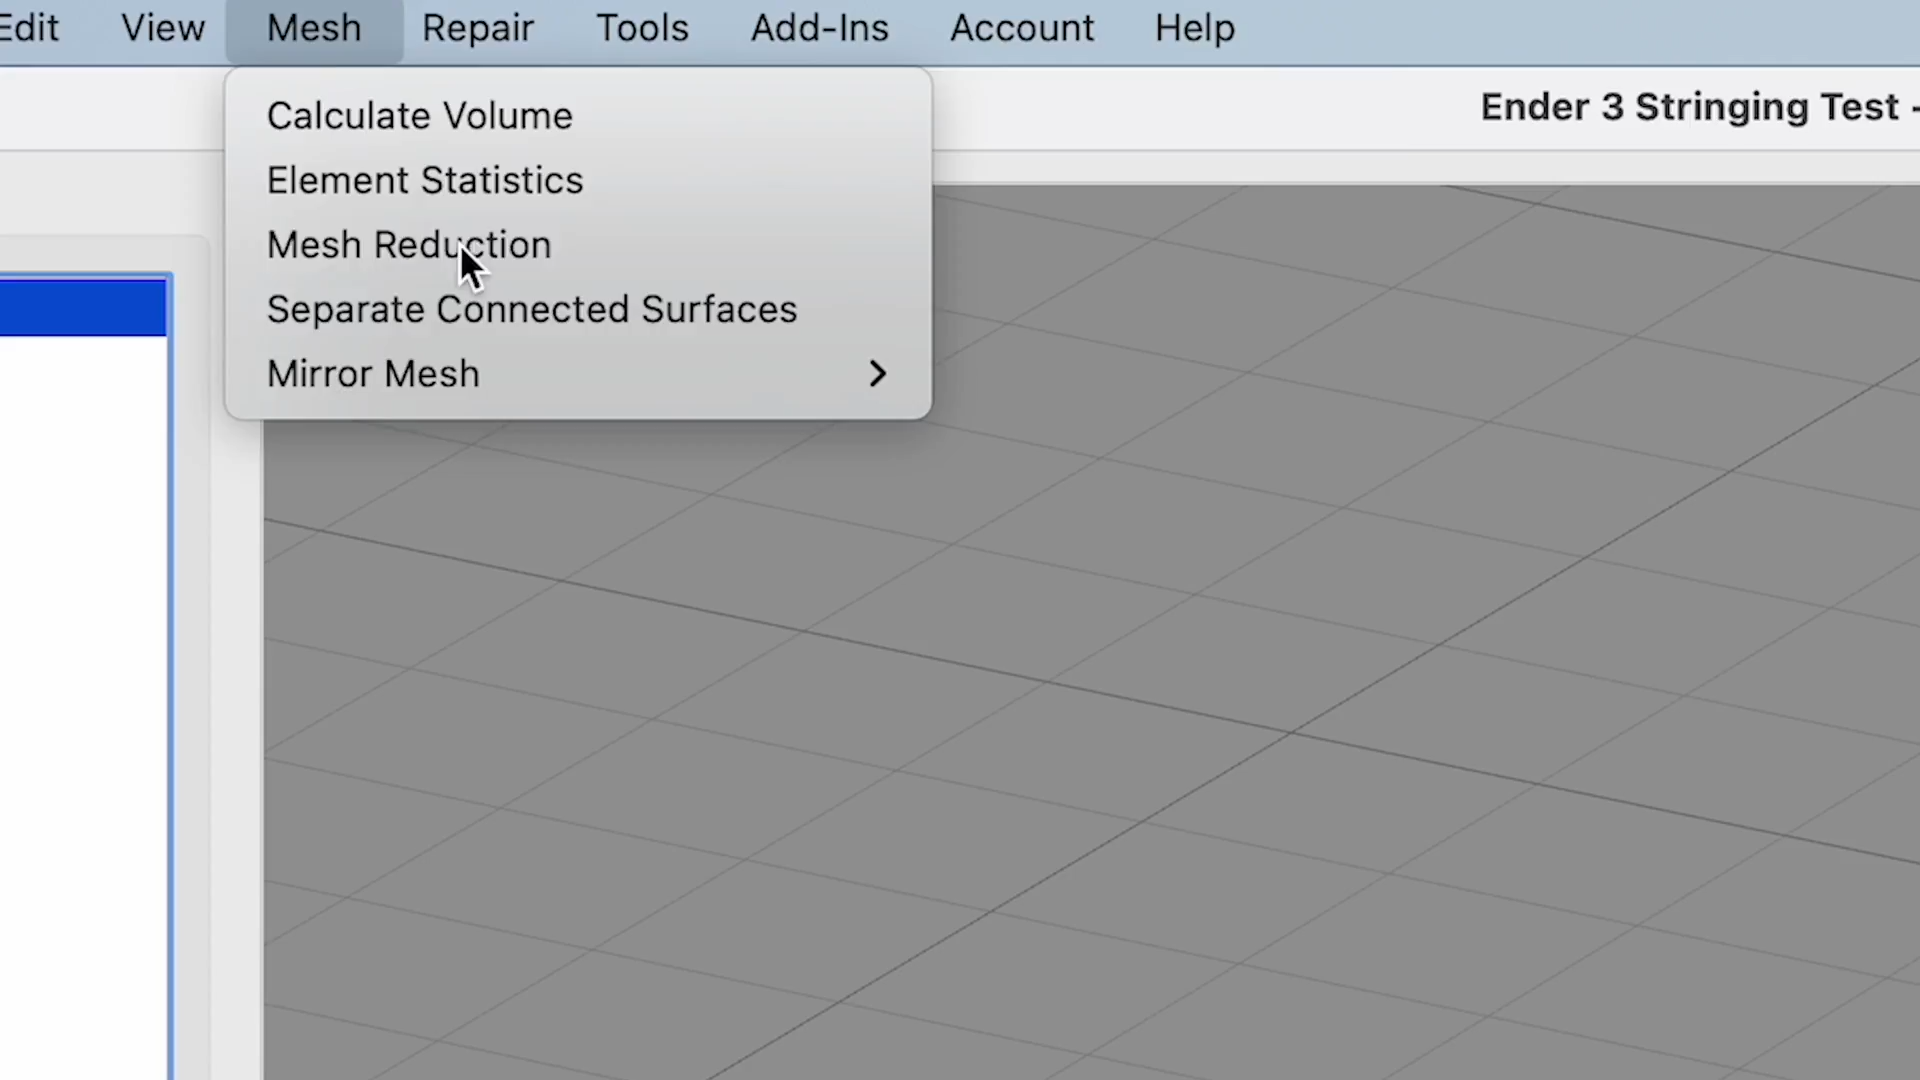 Edit View Mesh Repair Tools Add-Ins Account Help
Ender 3 Stringing Test -
Calculate Volume
Element Statistics
Mesh Reduction
Separate Connected Surfaces
Mirror Mesh